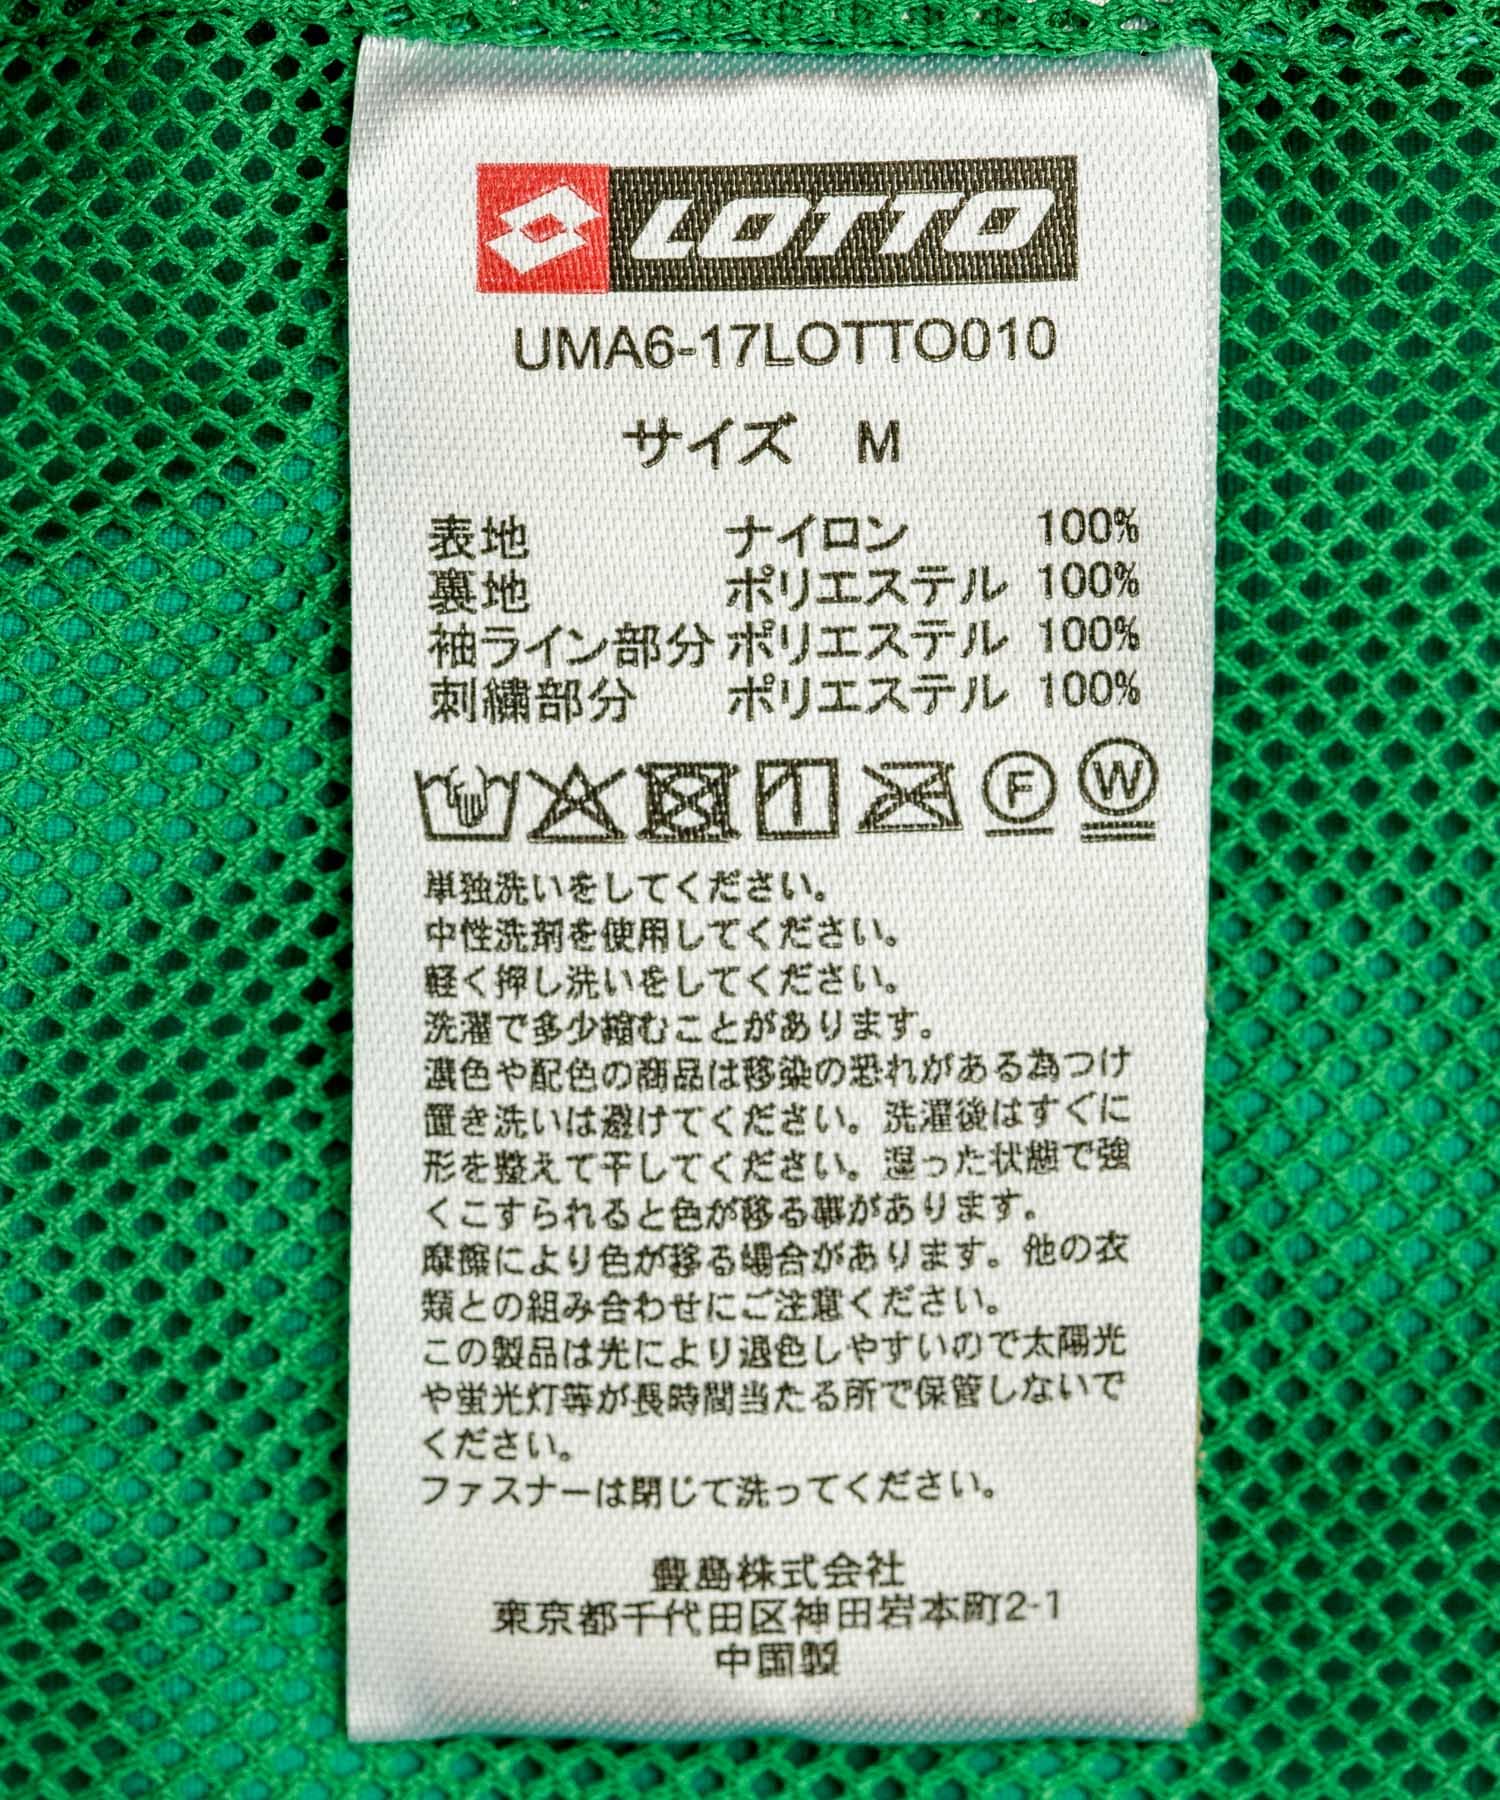 LOTTO
UMA6-17LOTTO010
サイズ M
表地 ナイロン 100%
裏地 ポリエステル 100%
袖ライン部分 ポリエステル 100%
刺繍部分 ポリエステル 100%
F W
単独洗いをしてください。
中性洗剤を使用してください。
軽く押し洗いをしてください。
洗濯で多少縮むことがあります。
濃色や配色の商品は移染の恐れがある為つけ
置き洗いは避けてください。洗濯後はすぐに
形を整えて干してください。湿った状態で強
くこすられると色が移る事があります。
摩擦により色が移る場合があります。他の衣
類との組み合わせにご注意ください。
この製品は光により退色しやすいので太陽光
や蛍光灯等が長時間当たる所で保管しないで
ください。
ファスナーは閉じて洗ってください。
豊島株式会社
東京都千代田区神田岩本町2-1
中国製